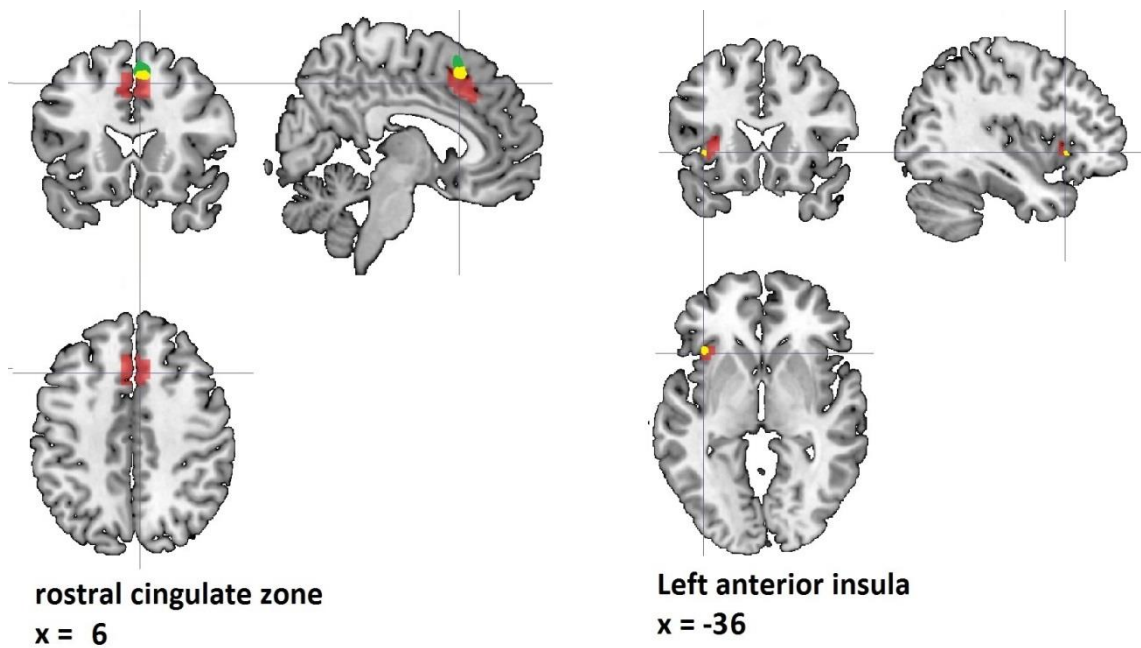 rostral cingulate zone
x = 6
Left anterior insula
x = -36